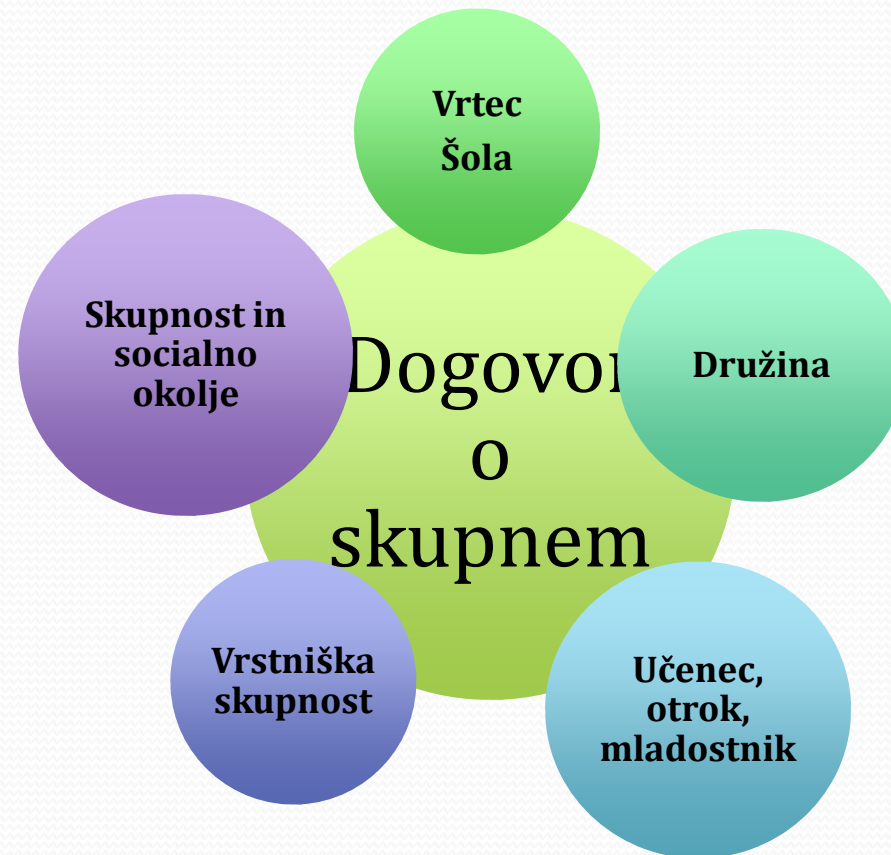 Vrtec
Šola
Skupnost in
socialno
okolje
Dogovor
o
skupnem
Družina
Vrstniška
skupnost
Učenec,
otrok,
mladostnik